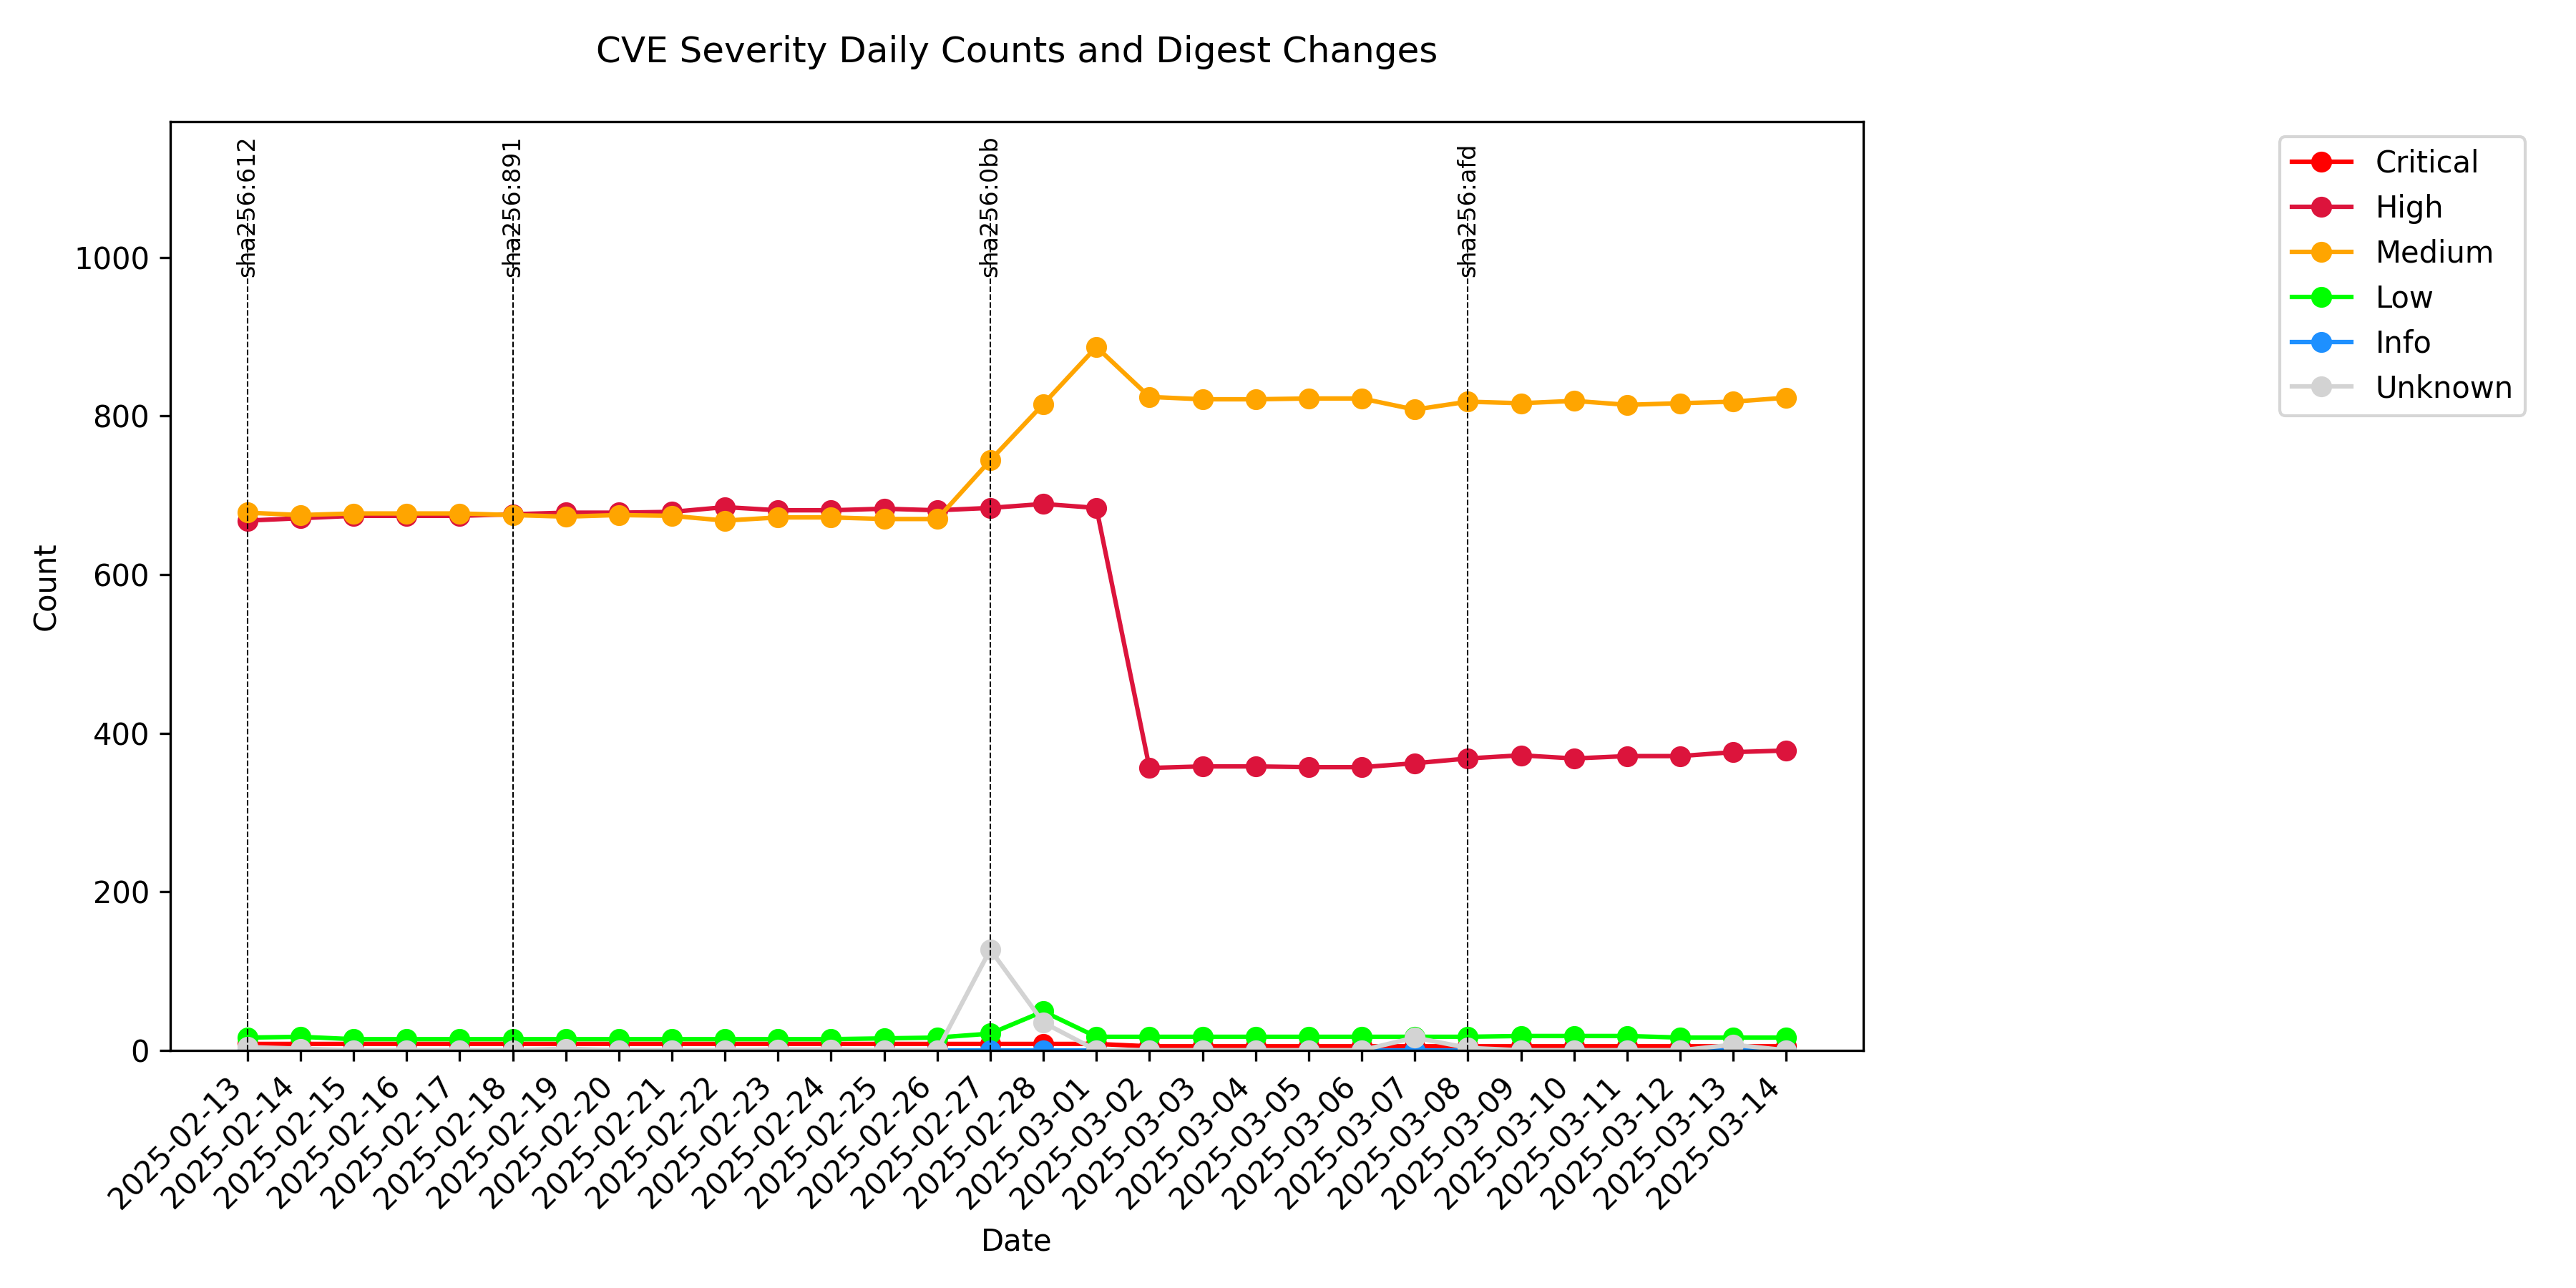 CVE Severity Daily Counts and Digest Changes
sha256:612
sha256:891
sha256:0bb
sha256:afd
Critical
High
Medium
Low
Info
Unknown
Count
1000
800
600
400
200
0
2025-02-13
2025-02-14
2025-02-15
2025-02-16
2025-02-17
2025-02-18
2025-02-19
2025-02-20
2025-02-21
2025-02-22
2025-02-23
2025-02-24
2025-02-25
2025-02-26
2025-02-27
2025-02-28
2025-03-01
2025-03-02
2025-03-03
2025-03-04
2025-03-05
2025-03-06
2025-03-07
2025-03-08
2025-03-09
2025-03-10
2025-03-11
2025-03-12
2025-03-13
2025-03-14
Date